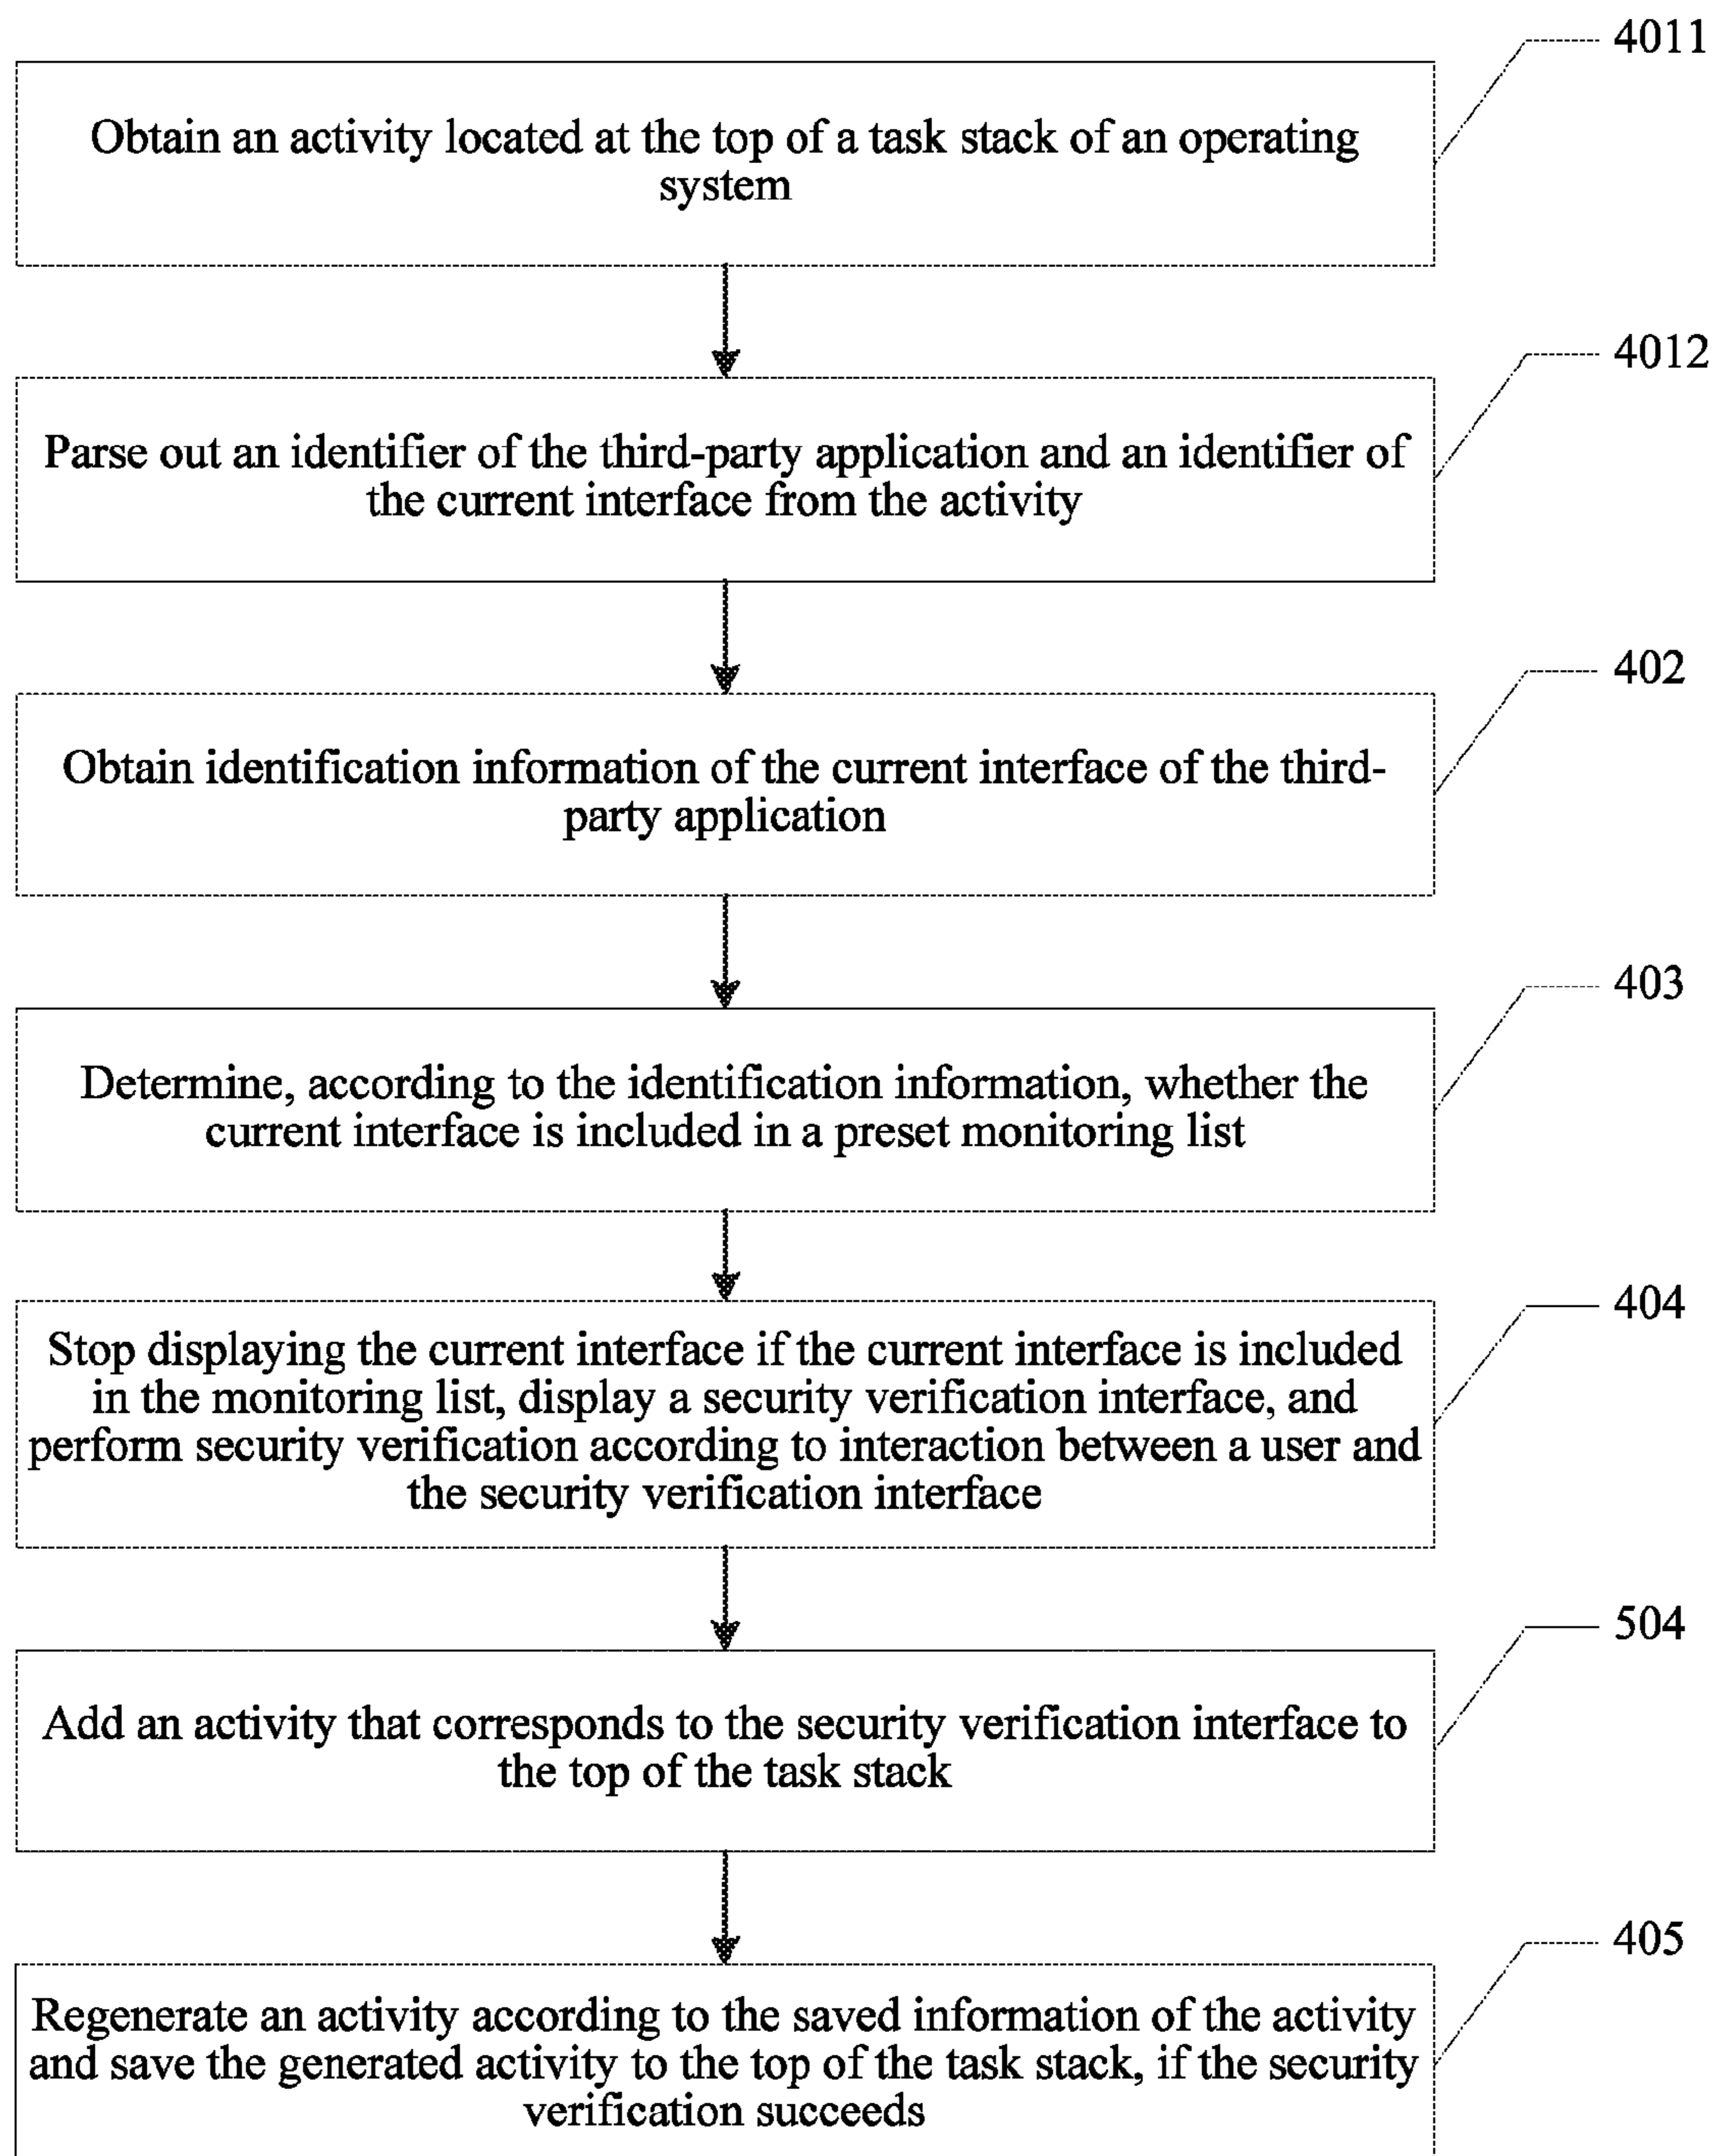 4011
Obtain an activity located at the top of a task stack of an operating
system
4012
Parse out an identifier of the third-party application and an identifier of
the current interface from the activity
402
Obtain identification information of the current interface of the third-
party application
403
Determine, according to the identification information, whether the
current interface is included in a preset monitoring list
404
Stop displaying the current interface if the current interface is included
in the monitoring list, display a security verification interface, and
perform security verification according to interaction between a user and
the security verification interface
504
Add an activity that corresponds to the security verification interface to
the top of the task stack
405
Regenerate an activity according to the saved information of the activity
and save the generated activity to the top of the task stack, if the security
verification succeeds